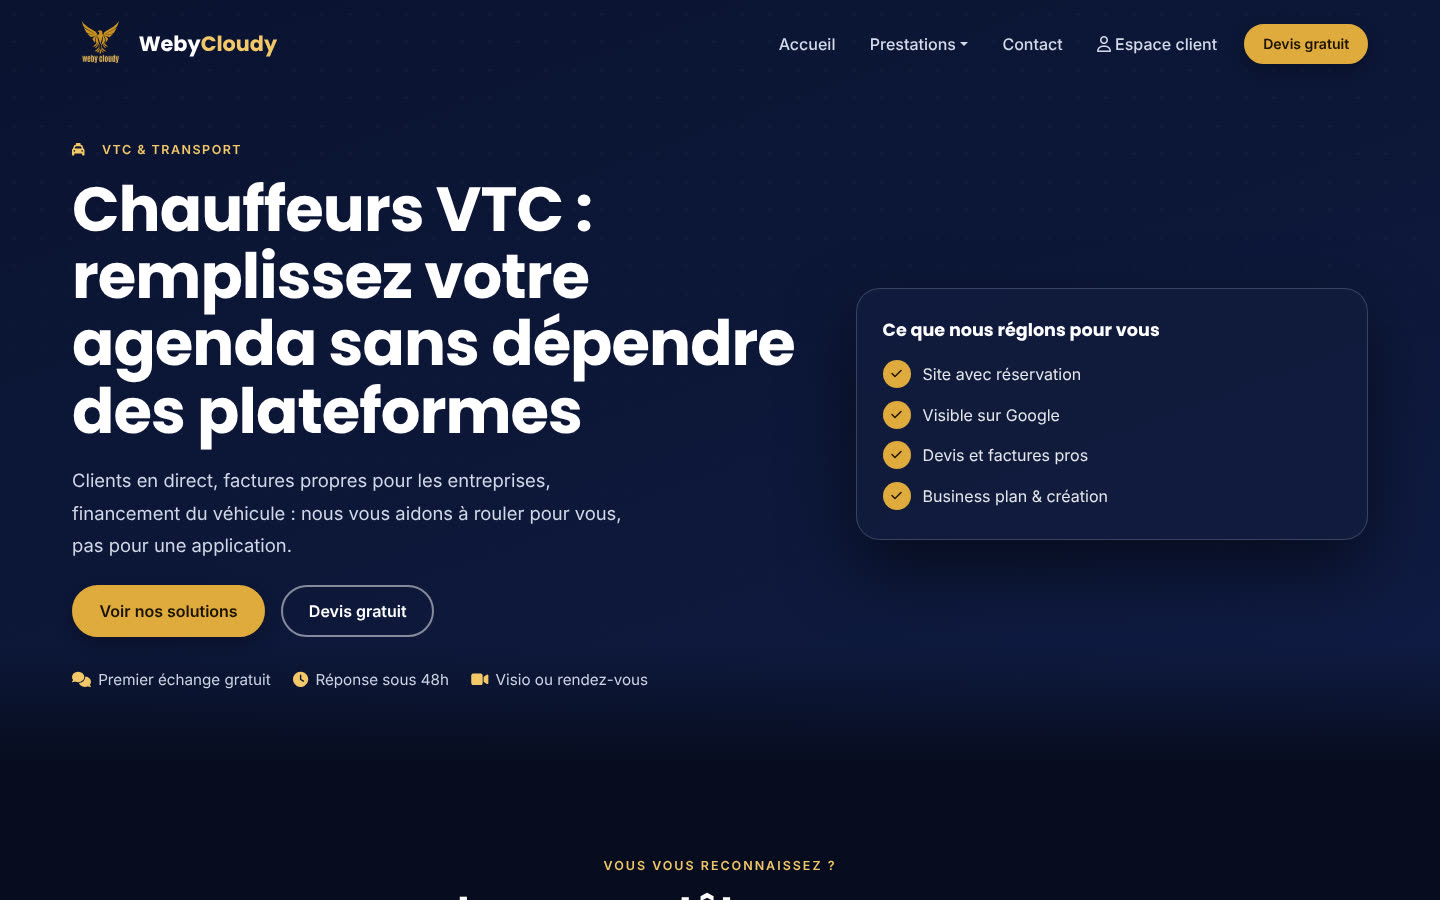 weby cloudy
WebyCloudy
Accueil
Prestations
Contact
Espace client
Devis gratuit
VTC & TRANSPORT
Chauffeurs VTC :
remplissez votre
agenda sans dépendre
des plateformes
Clients en direct, factures propres pour les entreprises,
financement du véhicule : nous vous aidons à rouler pour vous,
pas pour une application.
Voir nos solutions
Devis gratuit
Premier échange gratuit
Réponse sous 48h
Visio ou rendez-vous
Ce que nous réglons pour vous
Site avec réservation
Visible sur Google
Devis et factures pros
Business plan & création
VOUS VOUS RECONNAISSEZ ?